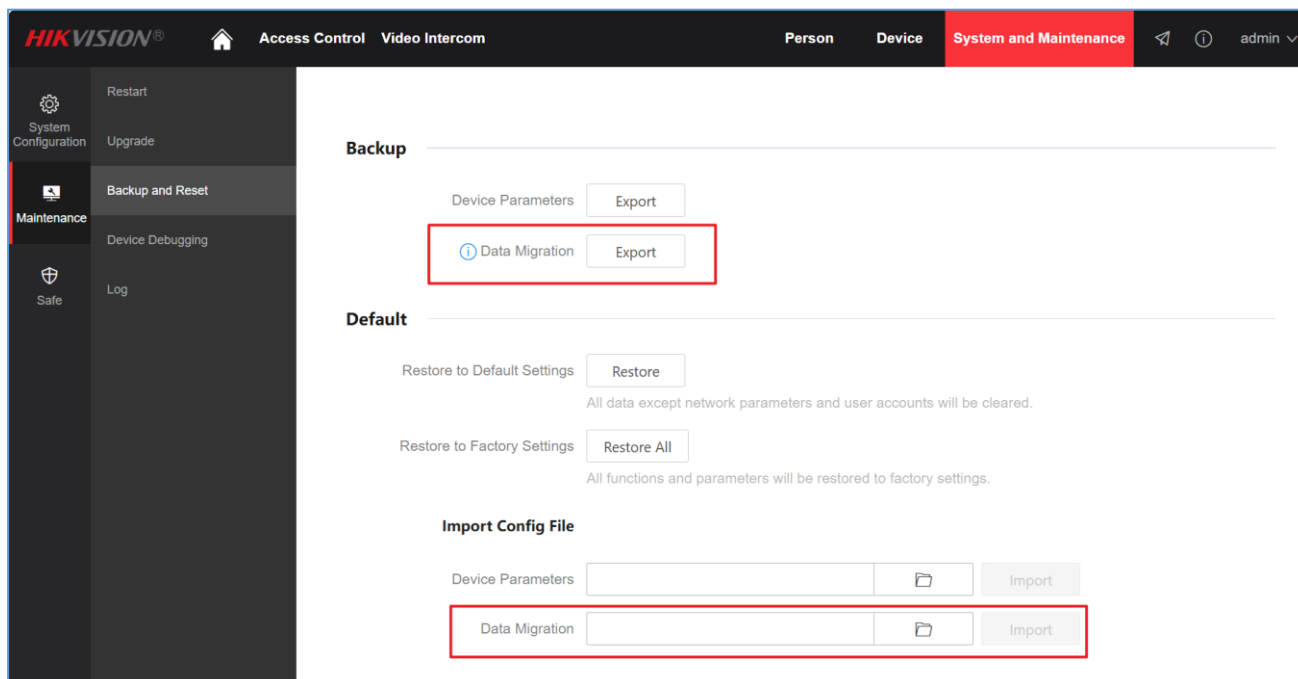 HIKVISION®
Access Control Video Intercom Person Device System and Maintenance admin
System Configuration
Maintenance
Safe
Restart
Upgrade
Backup and Reset
Device Debugging
Log
Backup
Device Parameters Export
Data Migration Export
Default
Restore to Default Settings Restore
All data except network parameters and user accounts will be cleared.
Restore to Factory Settings Restore All
All functions and parameters will be restored to factory settings.
Import Config File
Device Parameters Import
Data Migration Import